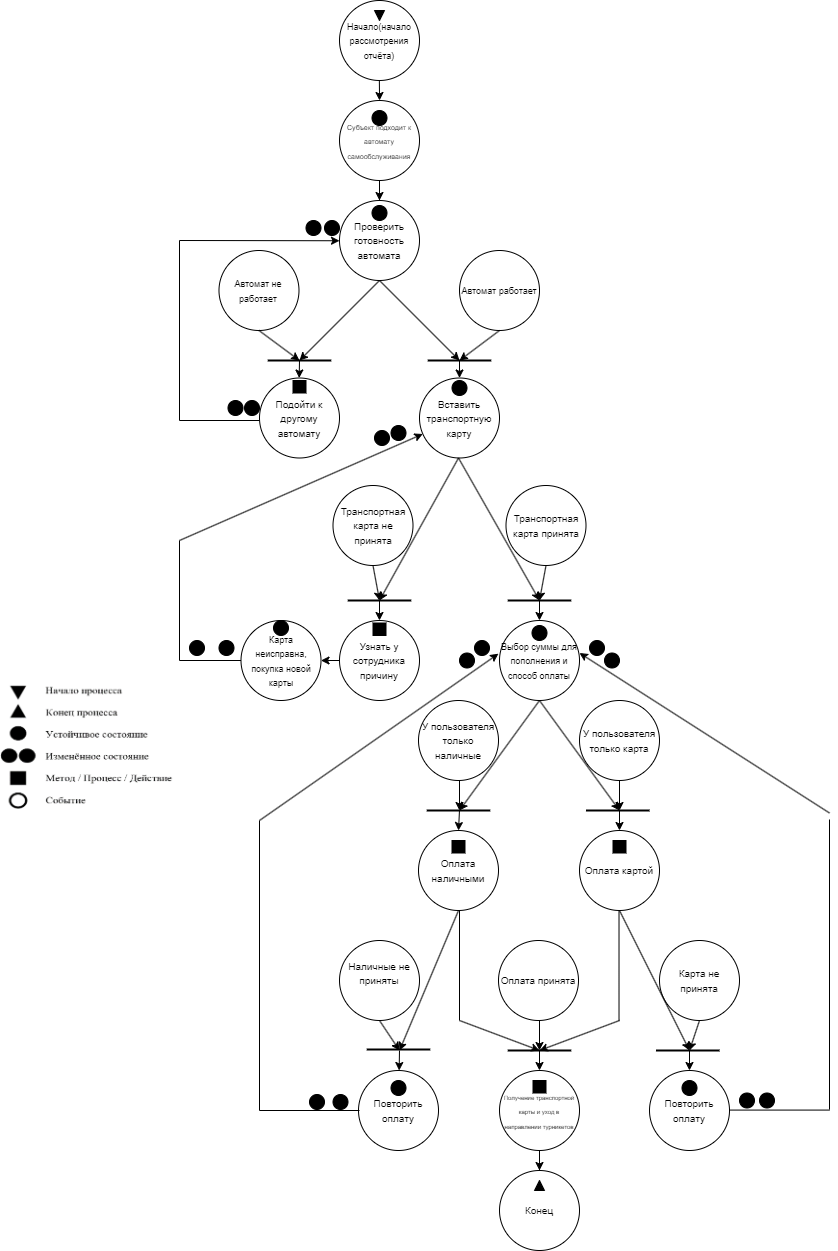 Начало(начало
рассмотрения
отчёта)
Субъект подходит к
автомату
самообслуживания
Проверить
готовность
автомата
Автомат не
работает
Автомат работает
Подойти к
другому
автомату
Вставить
транспортную
карту
Транспортная
карта не
принята
Транспортная
карта принята
Карта
неисправна,
покупка новой
карты
Узнать у
сотрудника
причину
Выбор суммы для
пополнения и
способ оплаты
Начало процесса
Конец процесса
Устойчивое состояние
Изменённое состояние
Метод / Процесс / Действие
Событие
У пользователя
только
наличные
У пользователя
только карта
Оплата
наличными
Оплата картой
Наличные не
приняты
Оплата принята
Карта не
принята
Повторить
оплату
Получение транспортной
карты и уход в
направлении турникетов
Повторить
оплату
Конец